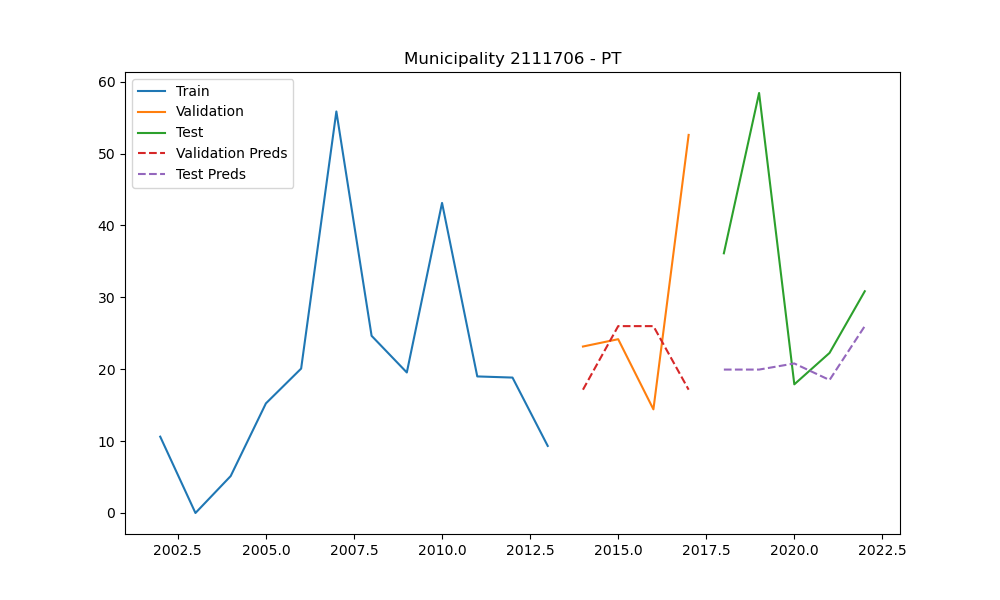 Municipality 2111706 - PT
Train
Validation
Test
Validation Preds
Test Preds
60
50
40
30
20
10
0
2002.5 2005.0 2007.5 2010.0 2012.5 2015.0 2017.5 2020.0 2022.5